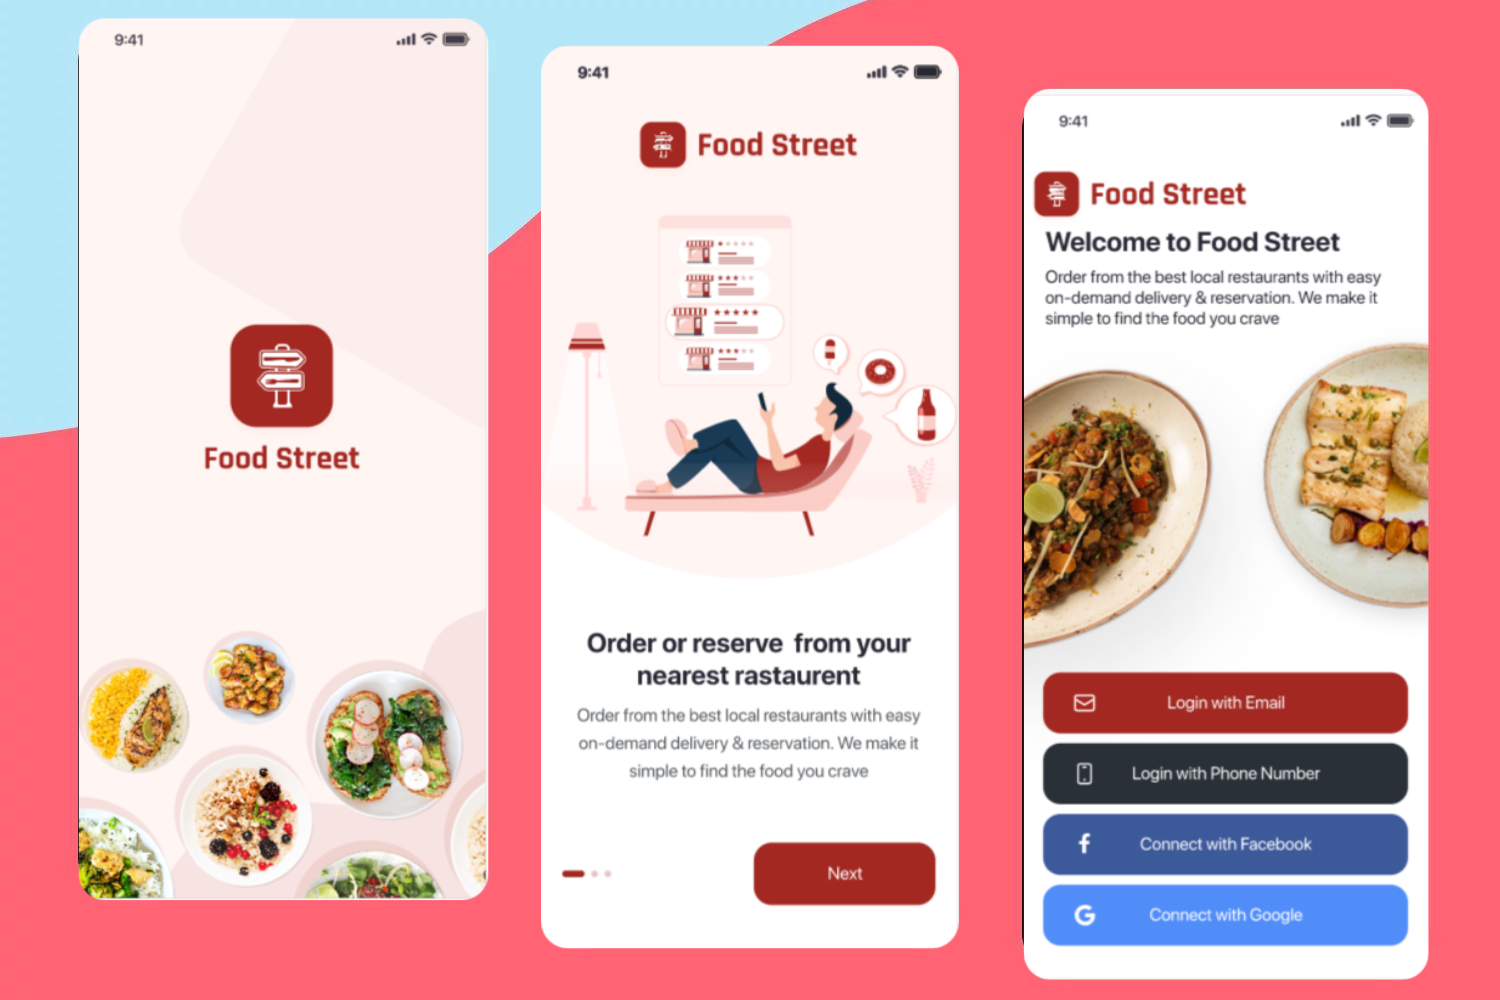 9:41
Food Street
9:41
Food Street
Order or reserve from your
nearest rastaurent
Order from the best local restaurants with easy
on-demand delivery & reservation. We make it
simple to find the food you crave
Next
9:41
Food Street
Welcome to Food Street
Order from the best local restaurants with easy
on-demand delivery & reservation. We make it
simple to find the food you crave
Login with Email
Login with Phone Number
Connect with Facebook
Connect with Google